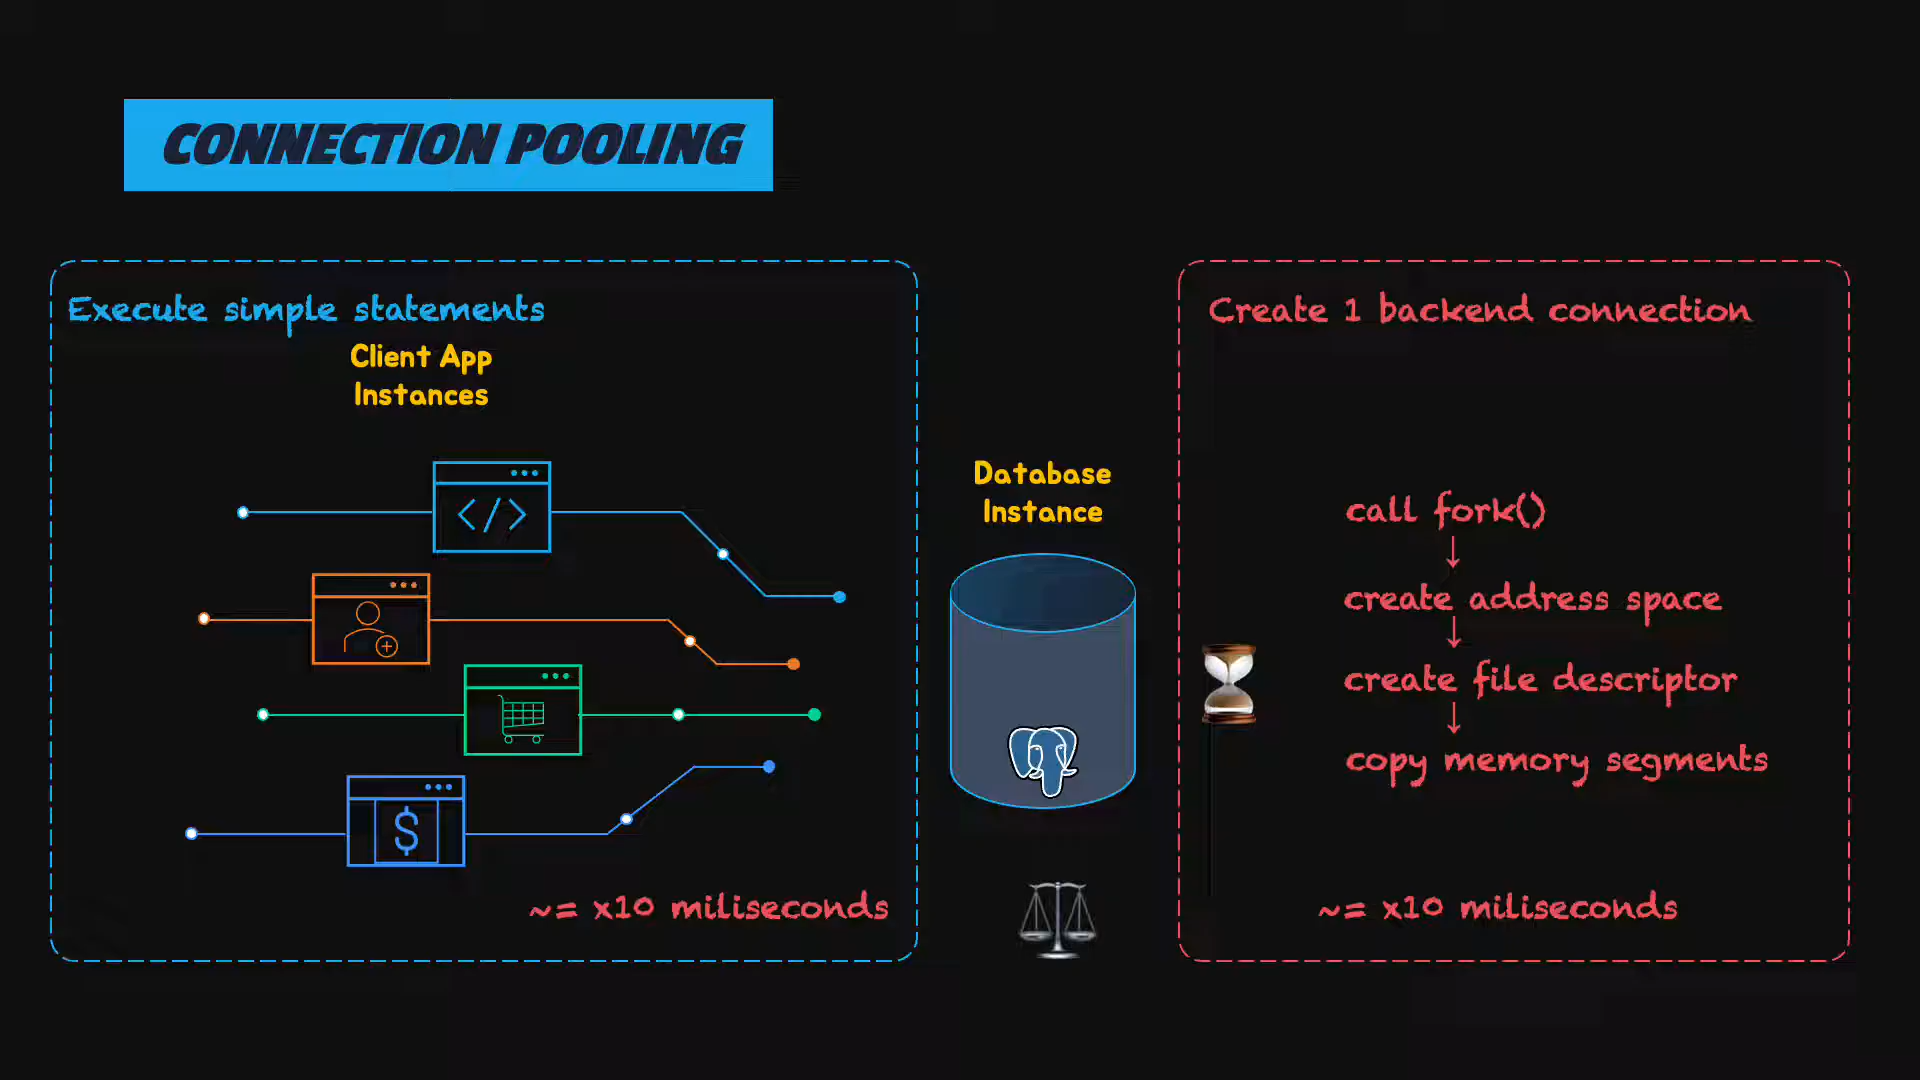 CONNECTION POOLING
Execute simple statements
Client App
Instances
</>
$
~= x10 miliseconds
Database
Instance
Create 1 backend connection
call fork()
↓
create address space
↓
create file descriptor
↓
copy memory segments
~= x10 miliseconds